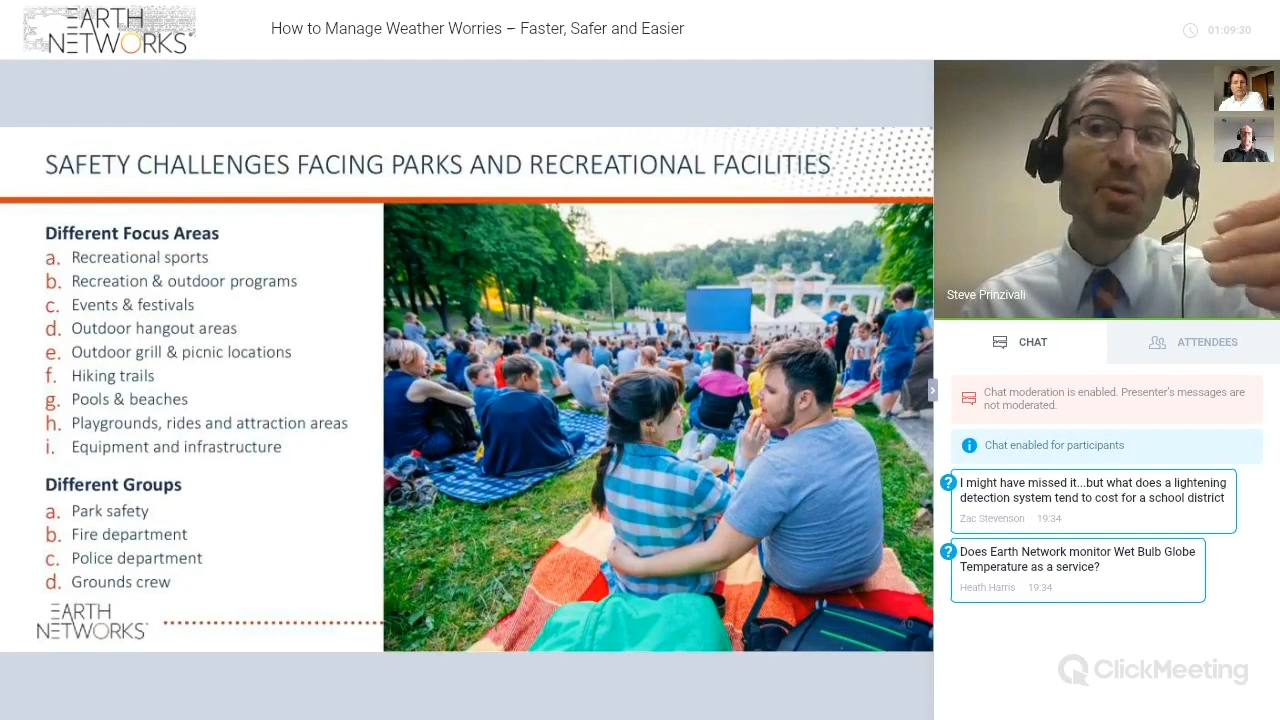 EARTH
NETWORKS
How to Manage Weather Worries – Faster, Safer and Easier
01:09:30
SAFETY CHALLENGES FACING PARKS AND RECREATIONAL FACILITIES
Different Focus Areas
a. Recreational sports
b. Recreation & outdoor programs
c. Events & festivals
d. Outdoor hangout areas
e. Outdoor grill & picnic locations
f. Hiking trails
g. Pools & beaches
h. Playgrounds, rides and attraction areas
i. Equipment and infrastructure
Different Groups
a. Park safety
b. Fire department
c. Police department
d. Grounds crew
EARTH
NETWORKS
40
Steve Prinzivali
CHAT
ATTENDEES
Chat moderation is enabled. Presenter's messages are
not moderated.
Chat enabled for participants
I might have missed it...but what does a lightening
detection system tend to cost for a school district
Zac Stevenson 19:34
Does Earth Network monitor Wet Bulb Globe
Temperature as a service?
Heath Harris 19:34
ClickMeeting